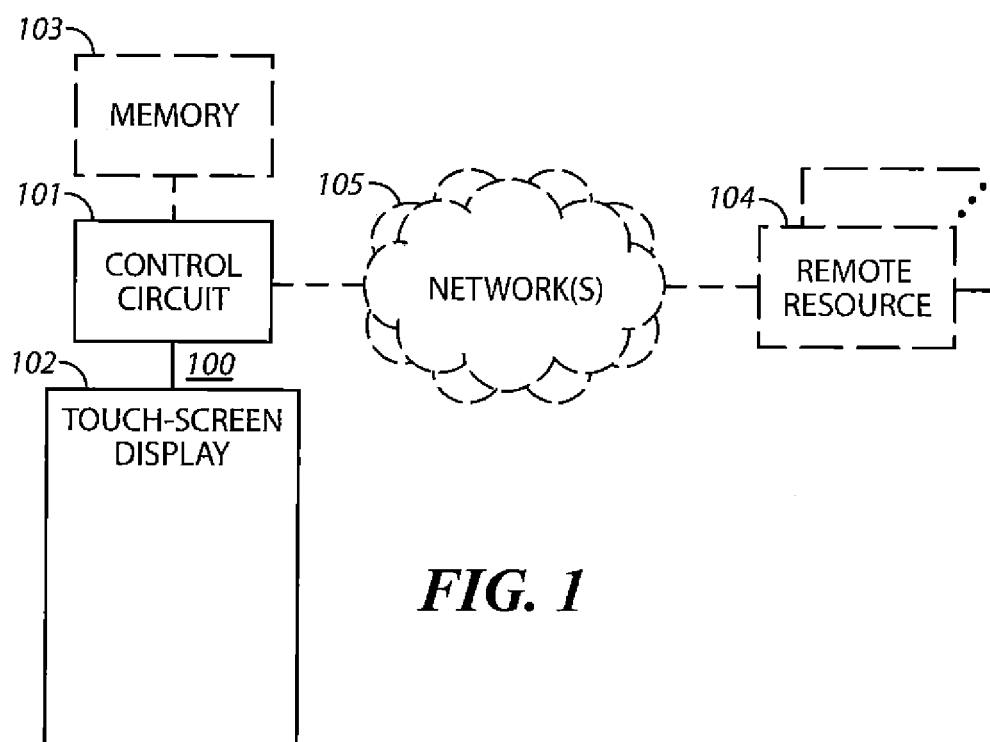 103
MEMORY
101
CONTROL
CIRCUIT
105
NETWORK(S)
104
REMOTE
RESOURCE
102
100
TOUCH-SCREEN
DISPLAY
FIG. 1